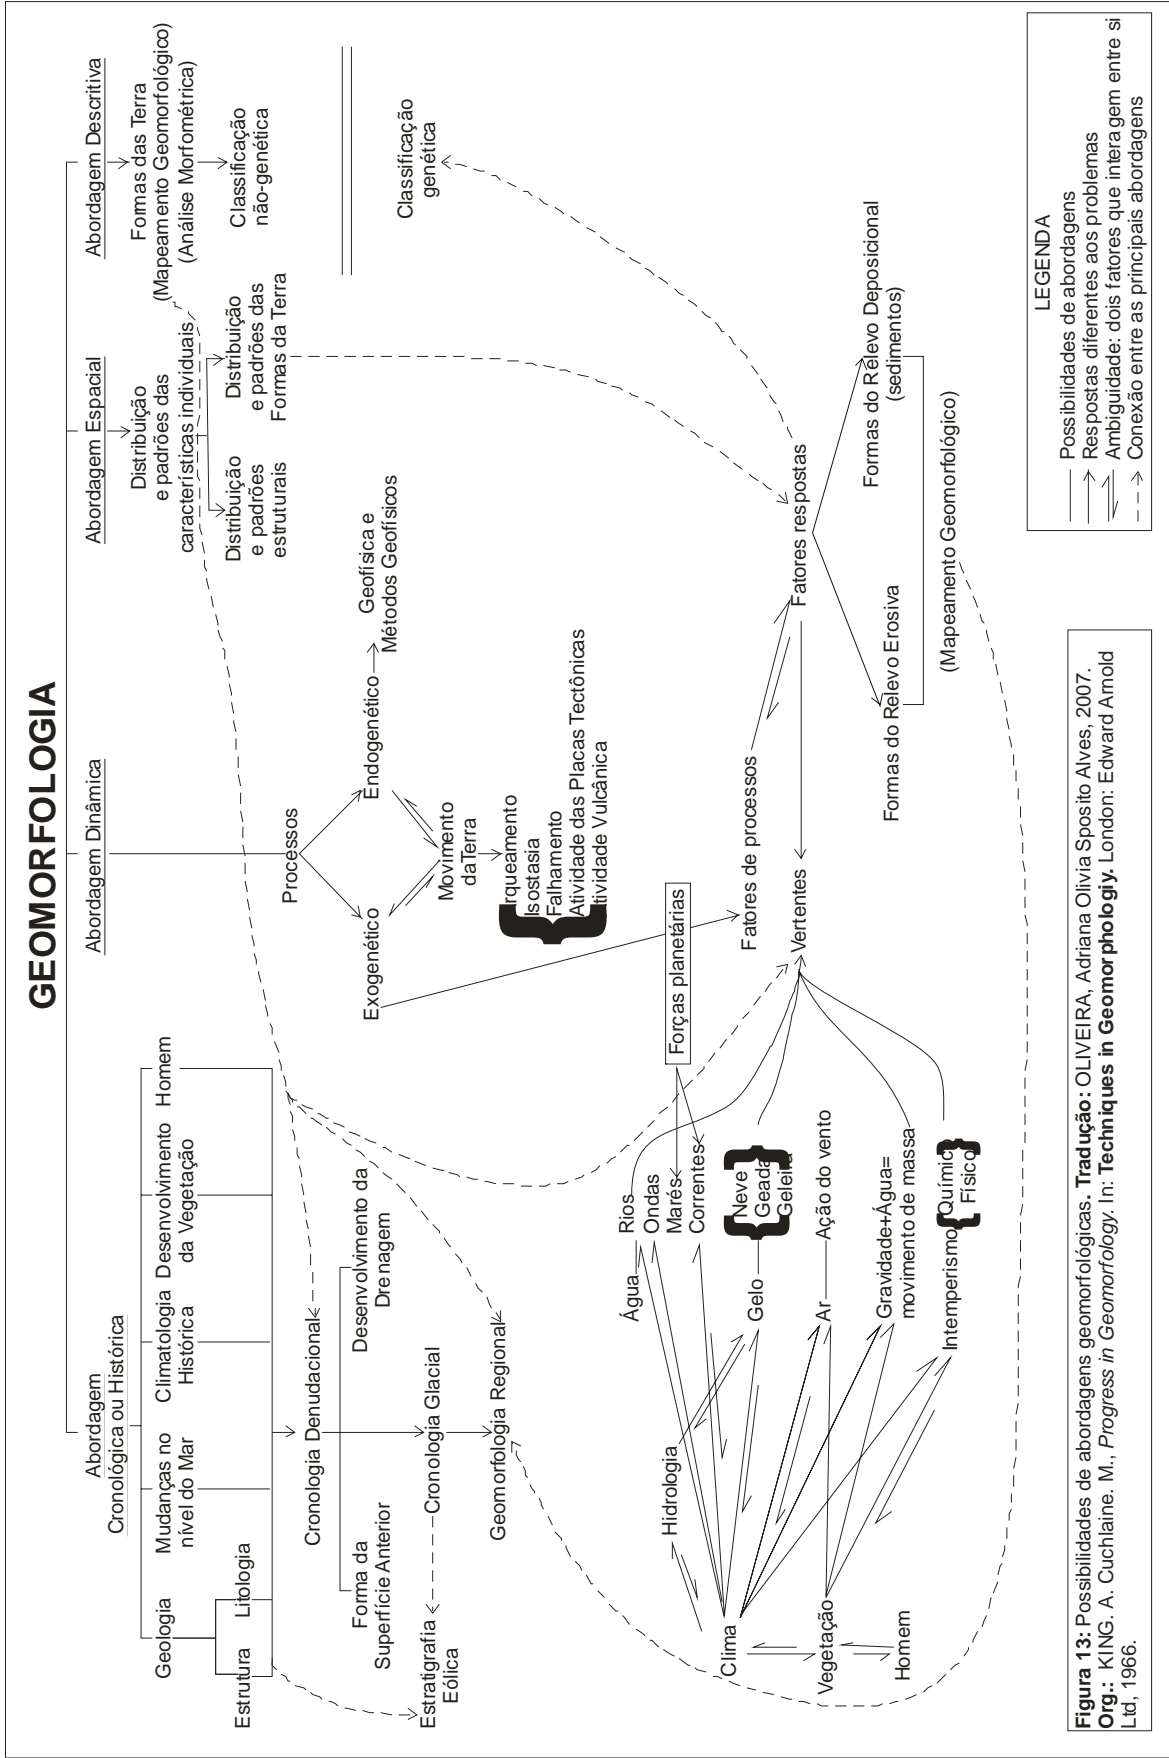 GEOMORFOLOGIA
Abordagem
Cronológica ou Histórica
Abordagem Dinâmica
Abordagem Espacial
Abordagem Descritiva
Geologia
Mudanças no
nível do Mar
Climatologia
Histórica
Desenvolvimento
da Vegetação
Homem
Estrutura
Litologia
Cronologia Denudacional
Forma da
Superfície Anterior
Desenvolvimento da
Drenagem
Estratigrafia
Eólica
Cronologia Glacial
Geomorfologia Regional
Processos
Exogenético
Endogenético
Geofísica e
Métodos Geofísicos
Movimento
da Terra
rqueamento
Isostasia
Falhamento
Atividade das Placas Tectônicas
tividade Vulcânica
Distribuição
e padrões das
características individuais
Distribuição
e padrões
estruturais
Distribuição
e padrões das
Formas da Terra
Formas das Terra
(Mapeamento Geomorfológico)
(Análise Morfométrica)
Classificação
não-genética
Classificação
genética
Hidrologia
Clima
Vegetação
Homem
Água
Rios
Ondas
Marés
Correntes
Forças planetárias
Gelo
Neve
Geada
Geleira
Ar
Ação do vento
Gravidade+Água=
movimento de massa
Intemperismo
Químico
Físico
Fatores de processos
Vertentes
Fatores respostas
Formas do Relevo Erosiva
Formas do Relevo Deposicional
(sedimentos)
(Mapeamento Geomorfológico)
Figura 13: Possibilidades de abordagens geomorfológicas. Tradução: OLIVEIRA, Adriana Olivia Sposito Alves, 2007.
Org.: KING. A. Cuchlaine. M., Progress in Geomorfology. In: Techniques in Geomorphologiy. London: Edward Arnold
Ltd, 1966.
LEGENDA
Possibilidades de abordagens
Respostas diferentes aos problemas
Ambiguidade: dois fatores que interagem entre si
Conexão entre as principais abordagens